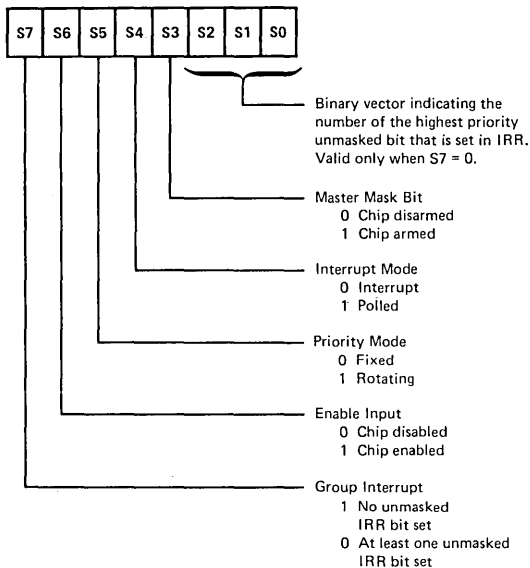 S7 S6 S5 S4 S3 S2 S1 S0
Binary vector indicating the
number of the highest priority
unmasked bit that is set in IRR.
Valid only when S7 = 0.
Master Mask Bit
0 Chip disarmed
1 Chip armed
Interrupt Mode
0 Interrupt
1 Polled
Priority Mode
0 Fixed
1 Rotating
Enable Input
0 Chip disabled
1 Chip enabled
Group Interrupt
1 No unmasked
IRR bit set
0 At least one unmasked
IRR bit set